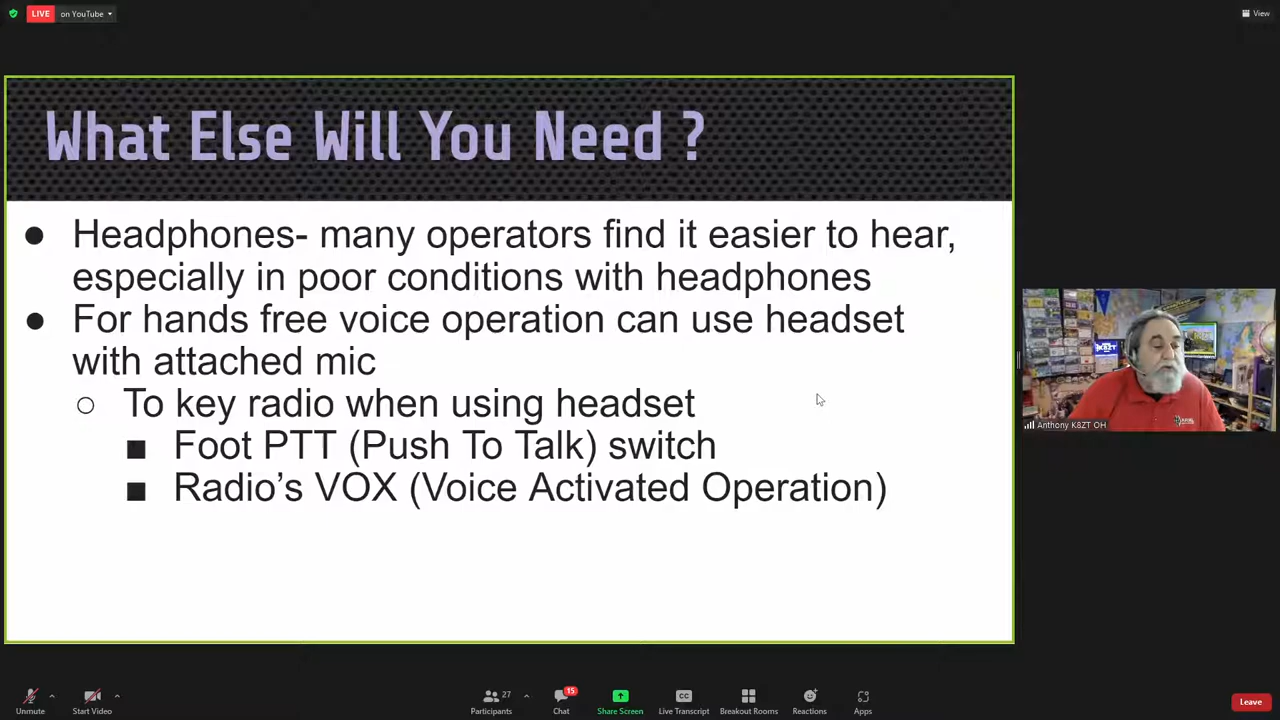 LIVE on YouTube
View
What Else Will You Need ?
● Headphones- many operators find it easier to hear,
especially in poor conditions with headphones
● For hands free voice operation can use headset
with attached mic
○ To key radio when using headset
■ Foot PTT (Push To Talk) switch
■ Radio's VOX (Voice Activated Operation)
K8ZT
Anthony K8ZT OH
Unmute
Start Video
27
Participants
15
Chat
Share Screen
CC
Live Transcript
Breakout Rooms
Reactions
Apps
Leave